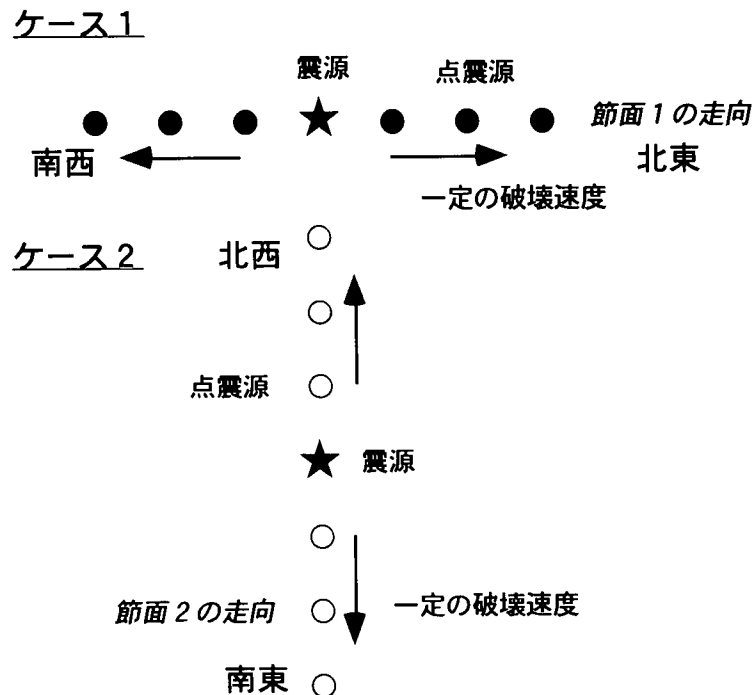 ケース1
震源
点震源
節面1の走向
南西
北東
一定の破壊速度
ケース2
北西
点震源
震源
節面2の走向
一定の破壊速度
南東